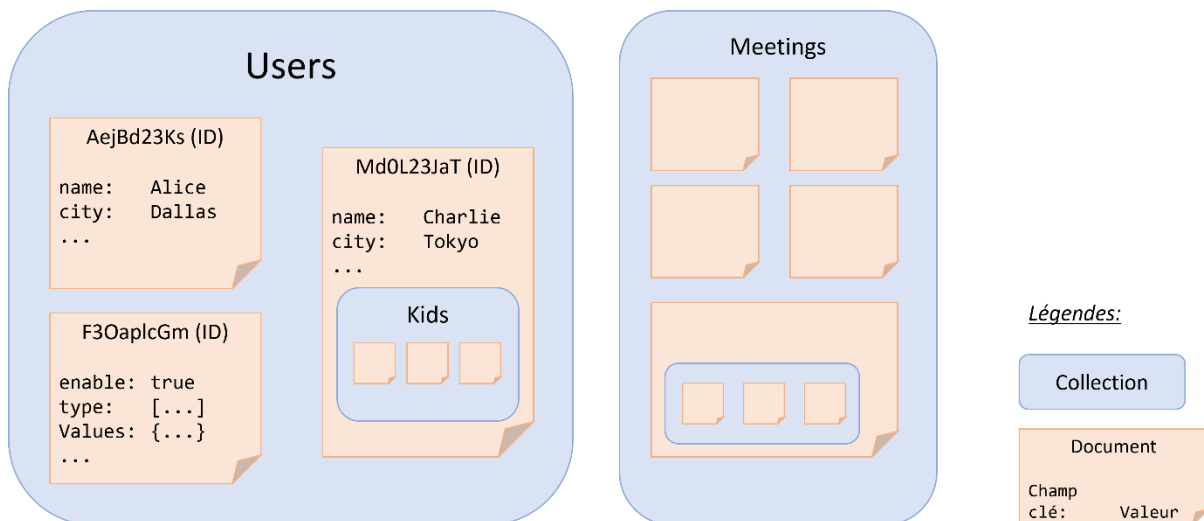 Users
AejBd23Ks (ID)
name: Alice
city: Dallas
...
F3OaplcGm (ID)
enable: true
type: [...]
Values: {...}
...
Md0L23JaT (ID)
name: Charlie
city: Tokyo
...
Kids
Meetings
Légendes:
Collection
Document
Champ
clé: Valeur